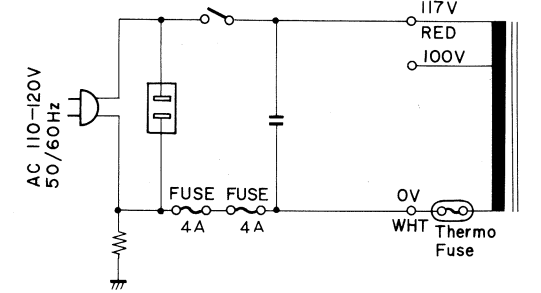 117V
RED
100V
AC 110-120V
50/60Hz
FUSE FUSE
4A 4A
0V
WHT
Thermo
Fuse